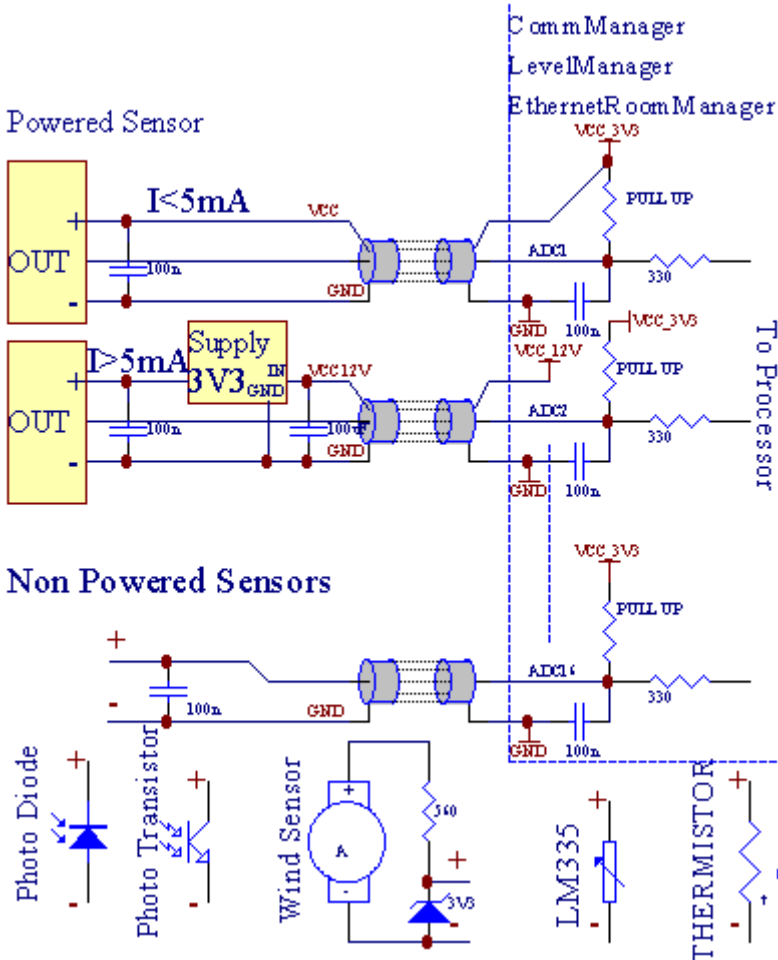 CommManager
LevelManager
EthernetRoomManager
Powered Sensor
VCC_3V3
I<5mA
VCC
PULL UP
+
OUT
-
100n
GND
ADC1
330
GND
100n
To Processor
I>5mA
Supply
3V3
IN
GND
VCC12V
VCC_3V3
VCC_12V
PULL UP
+
OUT
-
100n
100n
GND
ADC2
330
GND
100n
Non Powered Sensors
VCC_3V3
PULL UP
+
-
100n
GND
ADC16
330
GND
100n
Photo Diode
+
-
Photo Transistor
+
-
Wind Sensor
+
A
-
560
+
3V3
-
LM335
+
-
THERMISTOR
+
-
t